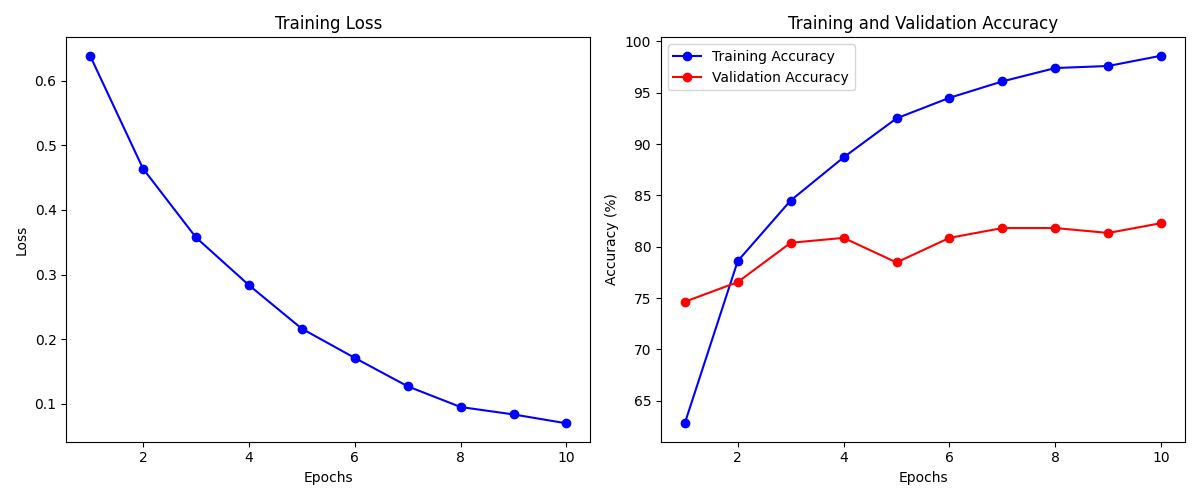 Training Loss
Loss
0.6
0.5
0.4
0.3
0.2
0.1
2 4 6 8 10
Epochs
Training and Validation Accuracy
Training Accuracy
Validation Accuracy
Accuracy (%)
100
95
90
85
80
75
70
65
2 4 6 8 10
Epochs